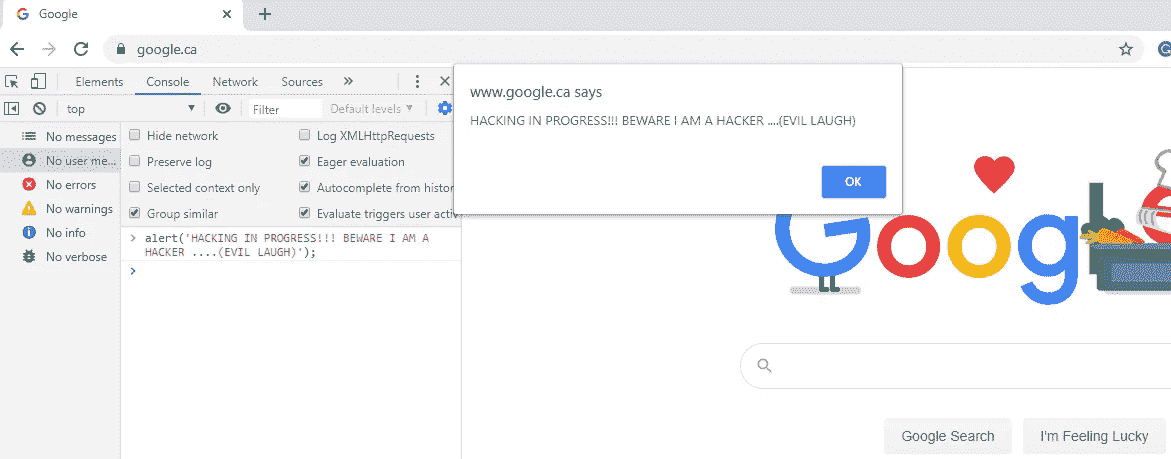 Google
google.ca
Elements Console Network Sources
top Filter Default levels
No messages
No user me...
No errors
No warnings
No info
No verbose
Hide network Log XMLHttpRequests
Preserve log Eager evaluation
Selected context only Autocomplete from histor
Group similar Evaluate triggers user activ
alert('HACKING IN PROGRESS!!! BEWARE I AM A
HACKER ....(EVIL LAUGH)');
www.google.ca says
HACKING IN PROGRESS!!! BEWARE I AM A HACKER ....(EVIL LAUGH)
OK
Google
Google Search I'm Feeling Lucky